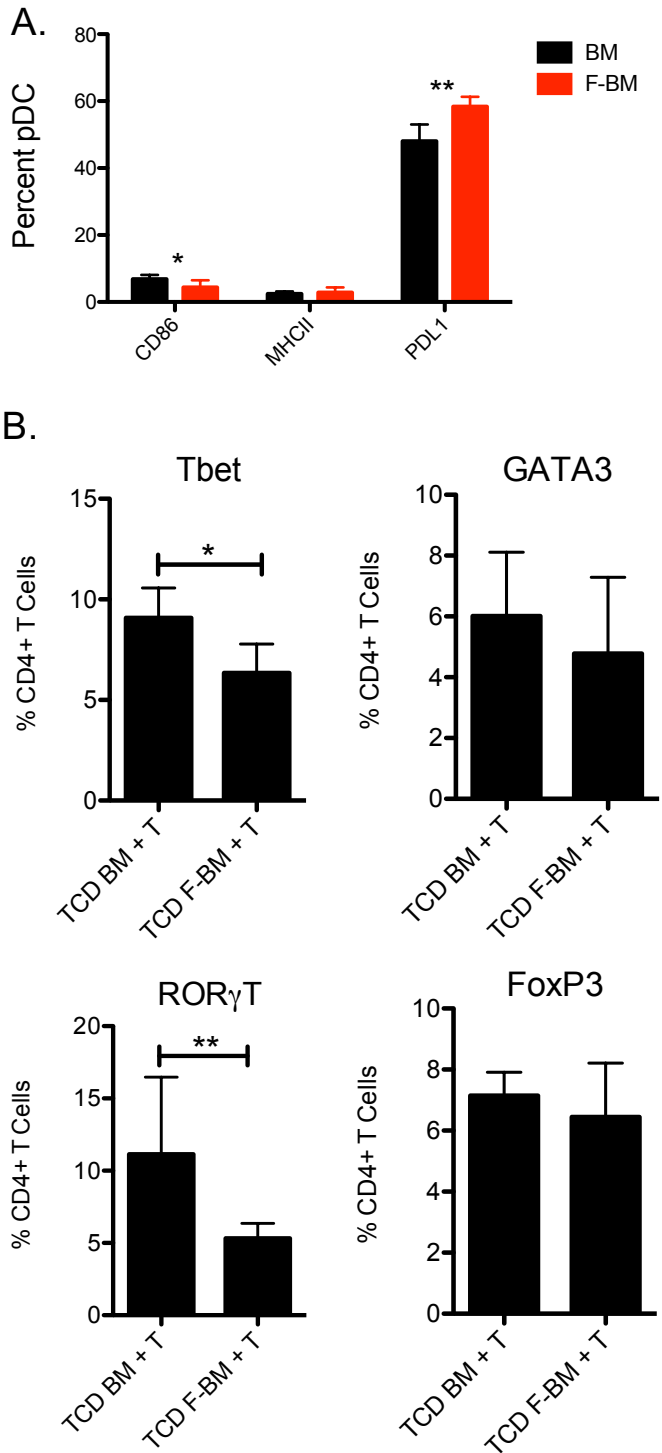 A.
80
60
40
20
0
Percent pDC
*
**
CD86
MHCII
PDL1
BM
F-BM
B.
Tbet
15
10
5
0
% CD4+ T Cells
*
TCD BM + T
TCD F-BM + T
GATA3
10
8
6
4
2
0
% CD4+ T Cells
TCD BM + T
TCD F-BM + T
RORγT
20
15
10
5
0
% CD4+ T Cells
**
TCD BM + T
TCD F-BM + T
FoxP3
10
8
6
4
2
0
% CD4+ T Cells
TCD BM + T
TCD F-BM + T